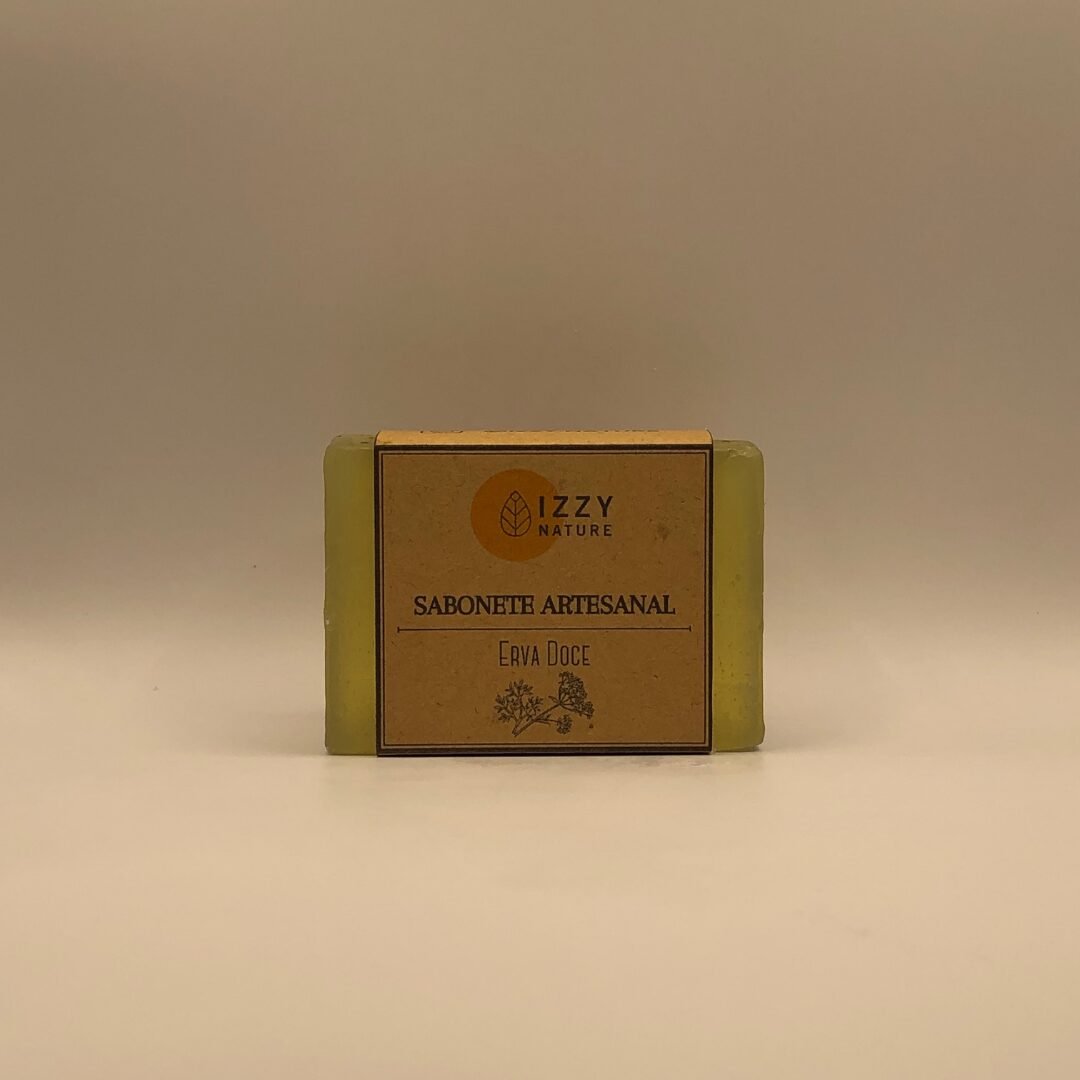 IZZY
NATURE
SABONETE ARTESANAL
Erva Doce